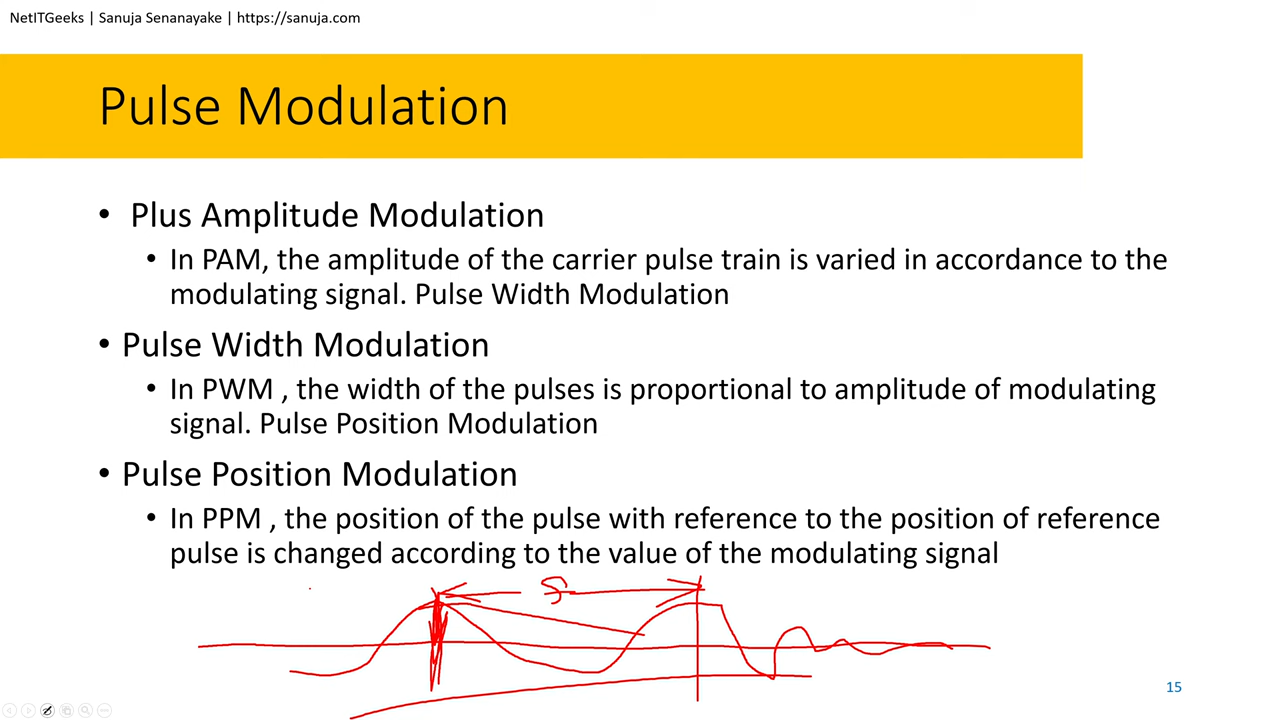 NetITGeeks | Sanuja Senanayake | https://sanuja.com
Pulse Modulation
• Plus Amplitude Modulation
• In PAM, the amplitude of the carrier pulse train is varied in accordance to the
modulating signal. Pulse Width Modulation
• Pulse Width Modulation
• In PWM , the width of the pulses is proportional to amplitude of modulating
signal. Pulse Position Modulation
• Pulse Position Modulation
• In PPM , the position of the pulse with reference to the position of reference
pulse is changed according to the value of the modulating signal
15